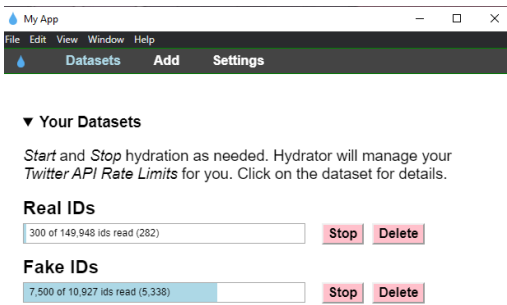 My App
File Edit View Window Help
Datasets Add Settings
▼ Your Datasets
Start and Stop hydration as needed. Hydrator will manage your
Twitter API Rate Limits for you. Click on the dataset for details.
Real IDs
300 of 149,948 ids read (282) Stop Delete
Fake IDs
7,500 of 10,927 ids read (5,338) Stop Delete